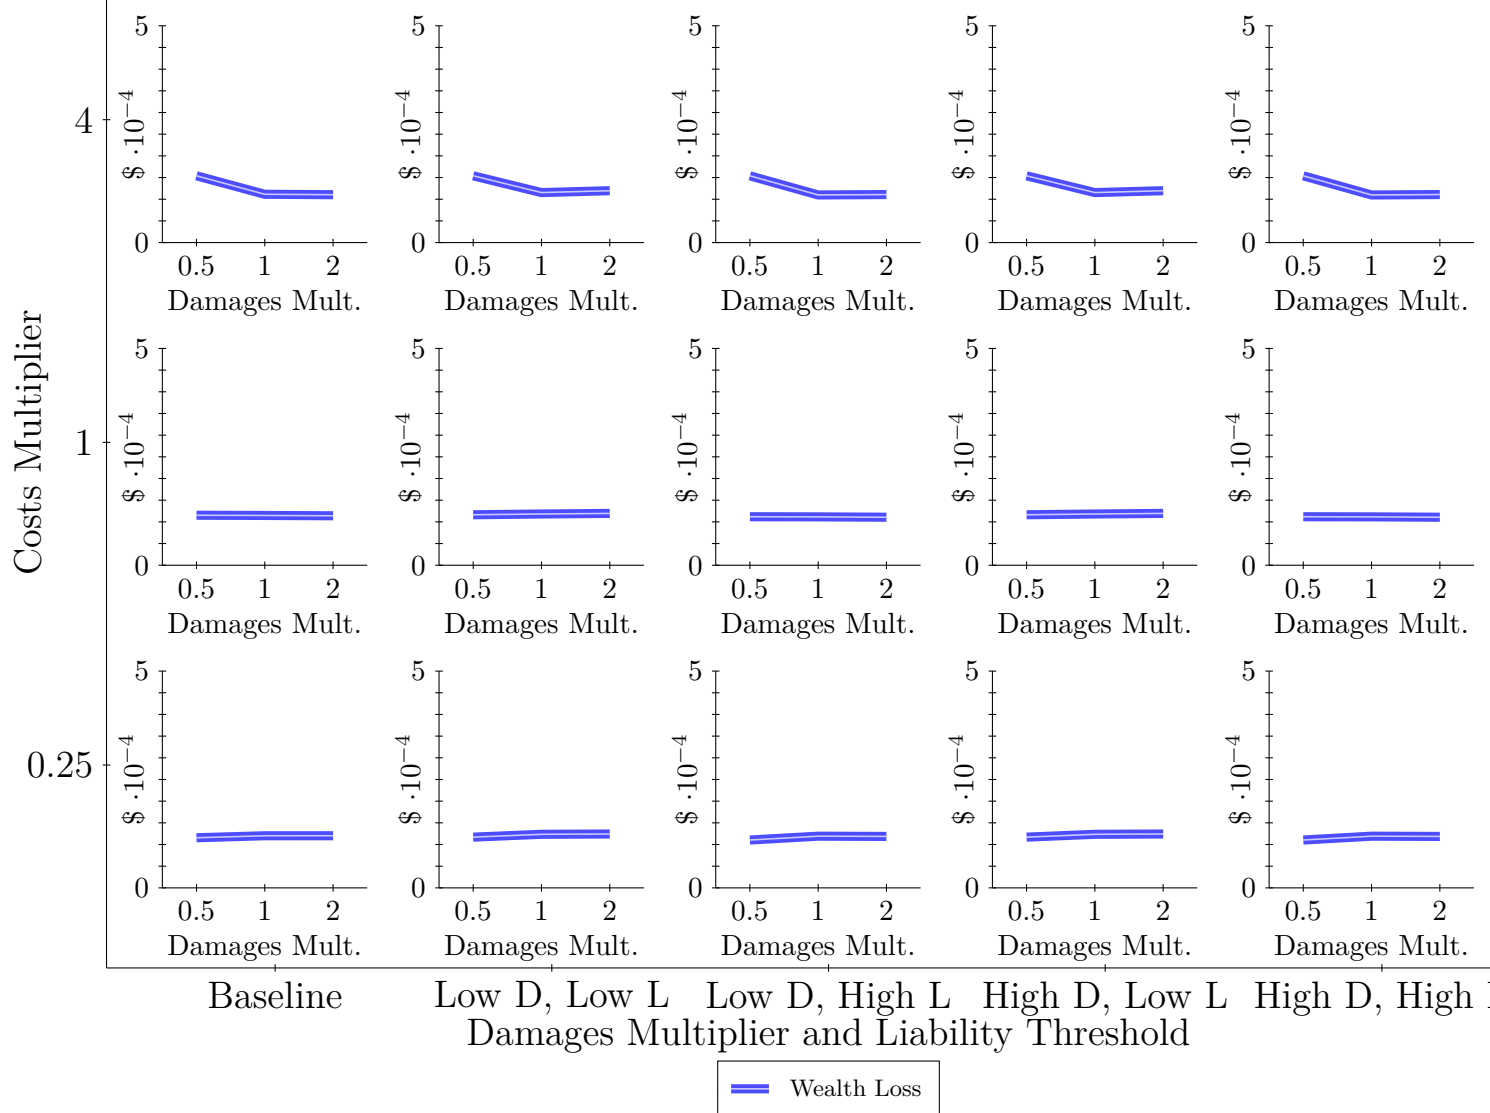 Costs Multiplier
4
5
$ ·10−4
0
0.5 1 2
Damages Mult.
5
$ ·10−4
0
0.5 1 2
Damages Mult.
5
$ ·10−4
0
0.5 1 2
Damages Mult.
5
$ ·10−4
0
0.5 1 2
Damages Mult.
5
$ ·10−4
0
0.5 1 2
Damages Mult.
1
5
$ ·10−4
0
0.5 1 2
Damages Mult.
5
$ ·10−4
0
0.5 1 2
Damages Mult.
5
$ ·10−4
0
0.5 1 2
Damages Mult.
5
$ ·10−4
0
0.5 1 2
Damages Mult.
5
$ ·10−4
0
0.5 1 2
Damages Mult.
0.25
5
$ ·10−4
0
0.5 1 2
Damages Mult.
5
$ ·10−4
0
0.5 1 2
Damages Mult.
5
$ ·10−4
0
0.5 1 2
Damages Mult.
5
$ ·10−4
0
0.5 1 2
Damages Mult.
5
$ ·10−4
0
0.5 1 2
Damages Mult.
Baseline Low D, Low L Low D, High L High D, Low L High D, High
Damages Multiplier and Liability Threshold
Wealth Loss